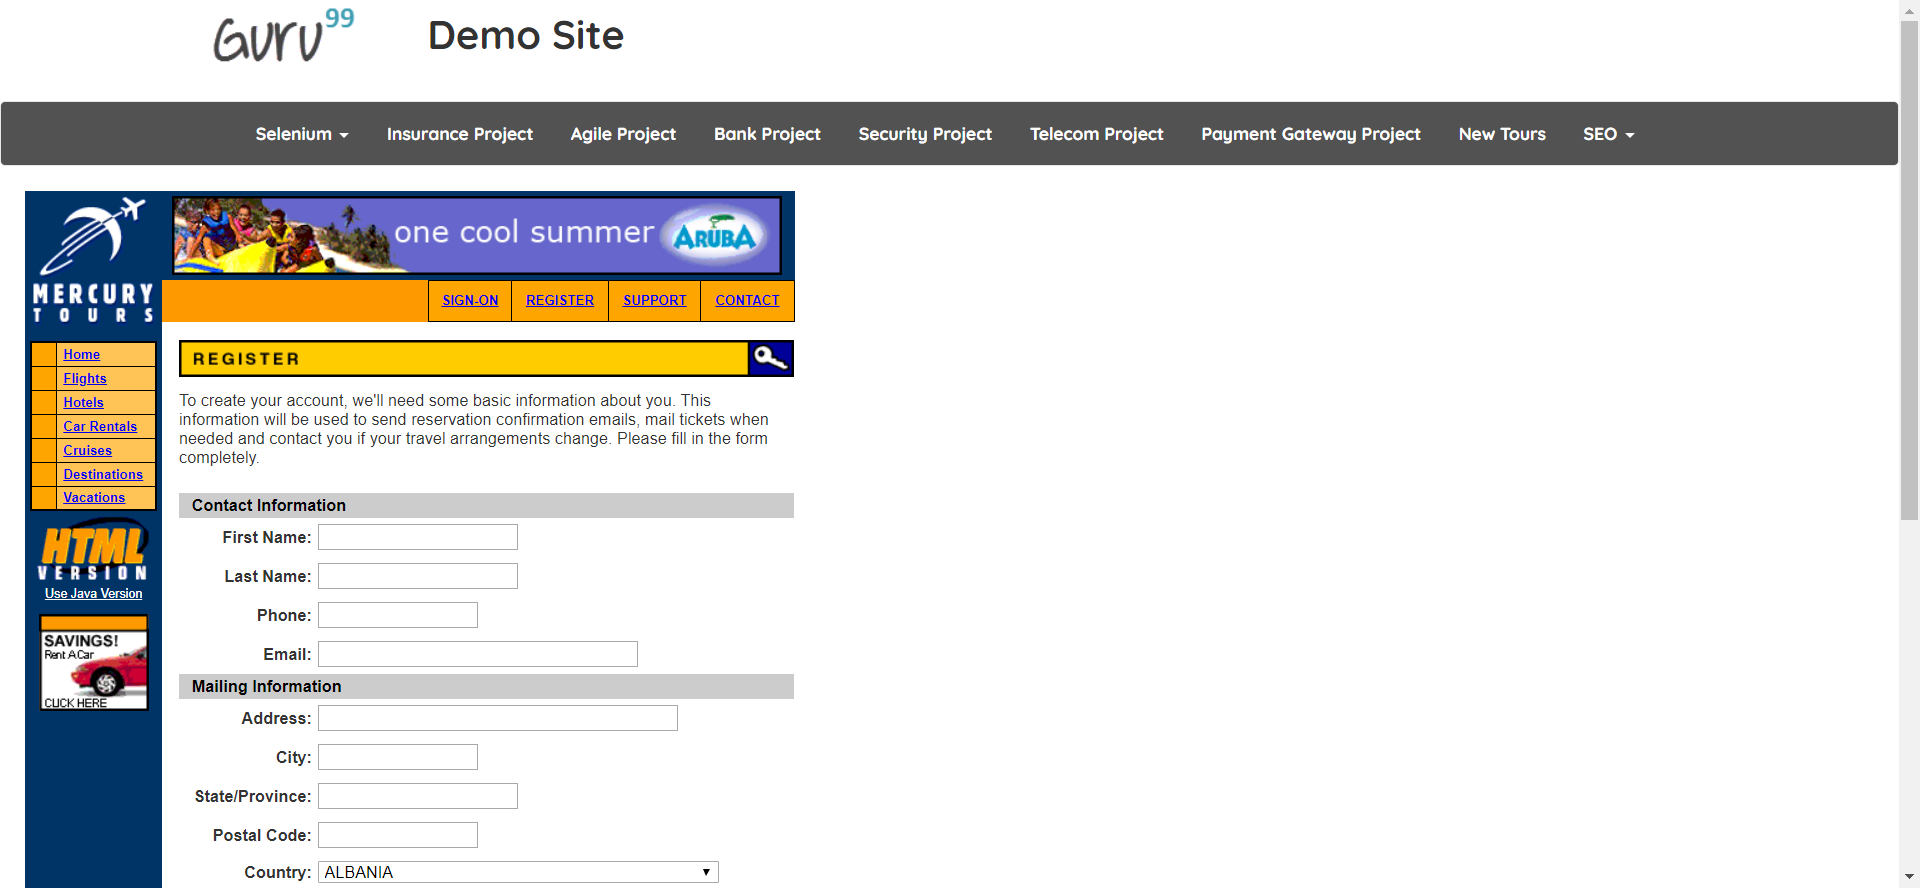 Guru99
Demo Site
Selenium
Insurance Project
Agile Project
Bank Project
Security Project
Telecom Project
Payment Gateway Project
New Tours
SEO
one cool summer
ARUBA
MERCURY
TOURS
SIGN-ON
REGISTER
SUPPORT
CONTACT
Home
Flights
Hotels
Car Rentals
Cruises
Destinations
Vacations
HTML
VERSION
Use Java Version
SAVINGS!
Rent A Car
CLICK HERE
REGISTER
To create your account, we'll need some basic information about you. This
information will be used to send reservation confirmation emails, mail tickets when
needed and contact you if your travel arrangements change. Please fill in the form
completely.
Contact Information
First Name:
Last Name:
Phone:
Email:
Mailing Information
Address:
City:
State/Province:
Postal Code:
Country: ALBANIA